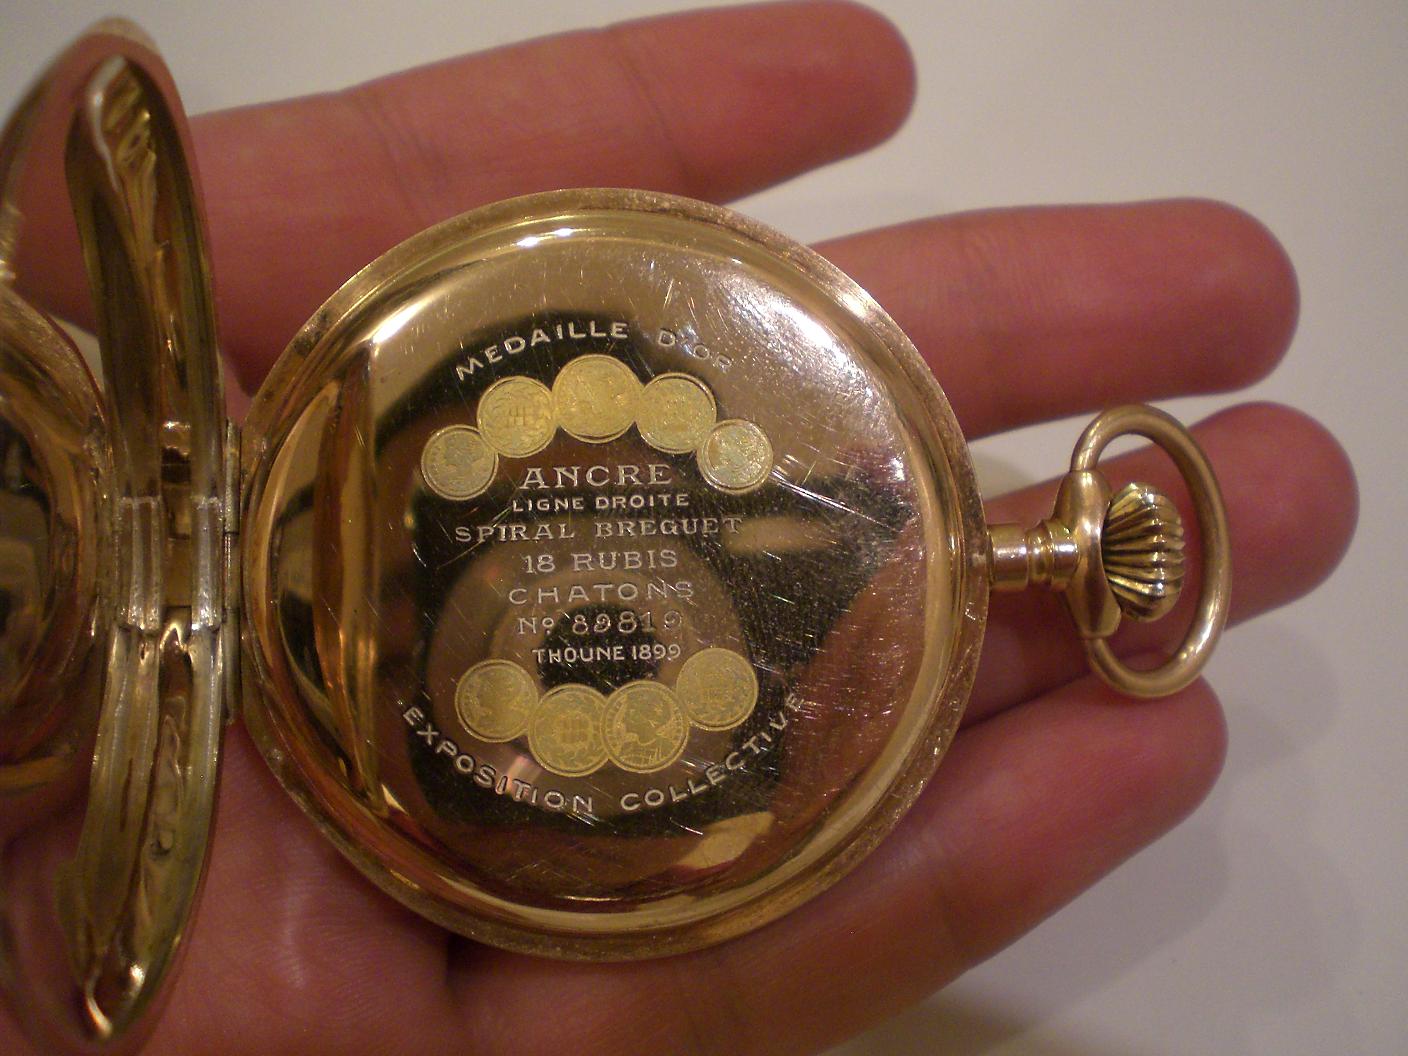 MEDAILLE D'OR
ANCRE
LIGNE DROITE
SPIRAL BREGUET
18 RUBIS
CHATONS
No 89819
THOUNE 1899
EXPOSITION COLLECTIVE